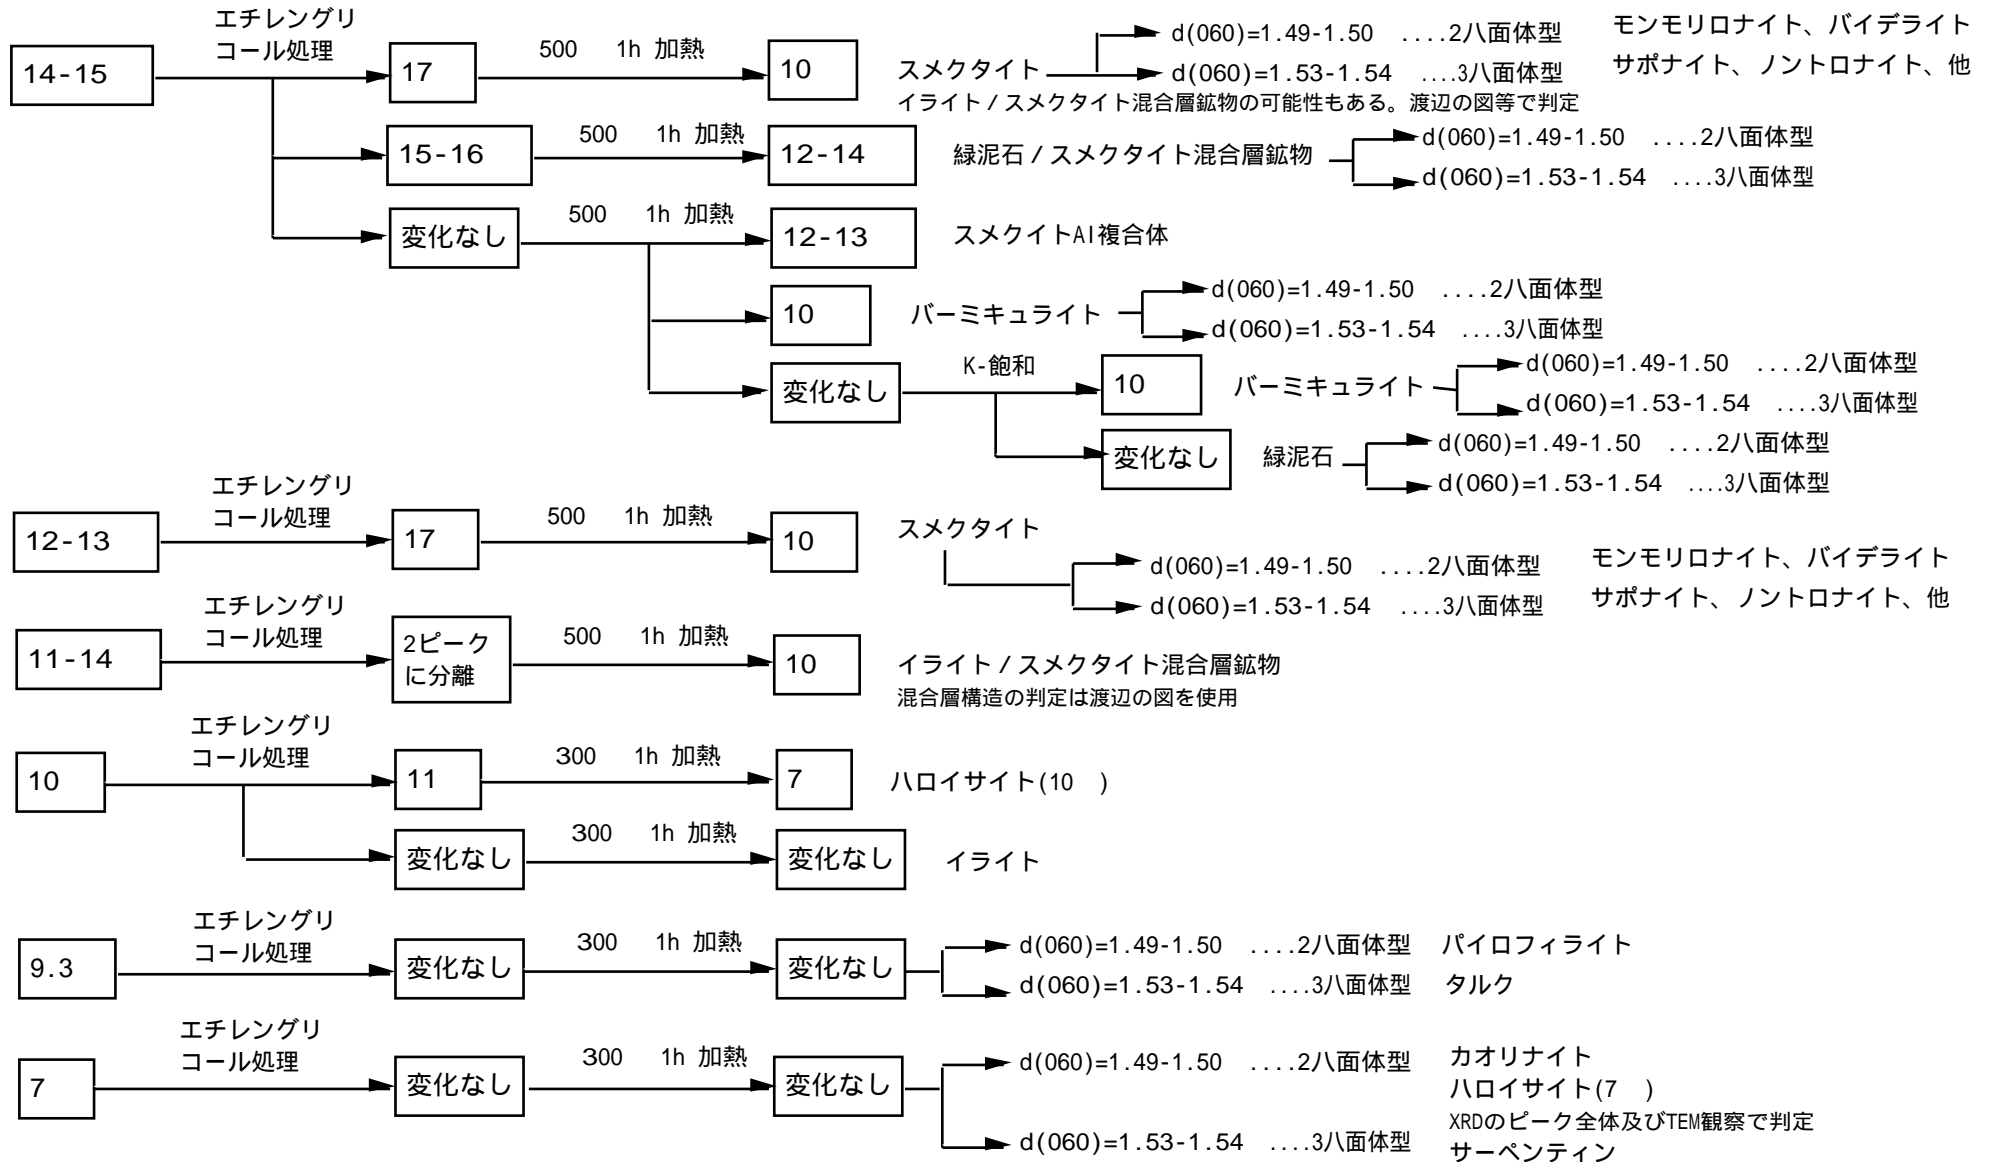 エチレングリ
コール処理
14-15
17
500 1h 加熱
10
スメクタイト
d(060)=1.49-1.50 ....2八面体型
モンモリロナイト、バイデライト
d(060)=1.53-1.54 ....3八面体型
サポナイト、ノントロナイト、他
イライト / スメクタイト混合層鉱物の可能性もある。渡辺の図等で判定
15-16
500 1h 加熱
12-14
緑泥石 / スメクタイト混合層鉱物
d(060)=1.49-1.50 ....2八面体型
d(060)=1.53-1.54 ....3八面体型
変化なし
500 1h 加熱
12-13
スメクイトAl複合体
10
バーミキュライト
d(060)=1.49-1.50 ....2八面体型
d(060)=1.53-1.54 ....3八面体型
変化なし
K-飽和
10
バーミキュライト
d(060)=1.49-1.50 ....2八面体型
d(060)=1.53-1.54 ....3八面体型
変化なし
緑泥石
d(060)=1.49-1.50 ....2八面体型
d(060)=1.53-1.54 ....3八面体型
エチレングリ
コール処理
12-13
17
500 1h 加熱
10
スメクタイト
d(060)=1.49-1.50 ....2八面体型
モンモリロナイト、バイデライト
d(060)=1.53-1.54 ....3八面体型
サポナイト、ノントロナイト、他
エチレングリ
コール処理
11-14
2ピーク
に分離
500 1h 加熱
10
イライト / スメクタイト混合層鉱物
混合層構造の判定は渡辺の図を使用
エチレングリ
コール処理
10
11
300 1h 加熱
7
ハロイサイト(10 )
変化なし
300 1h 加熱
変化なし
イライト
エチレングリ
コール処理
9.3
変化なし
300 1h 加熱
変化なし
d(060)=1.49-1.50 ....2八面体型 パイロフィライト
d(060)=1.53-1.54 ....3八面体型 タルク
エチレングリ
コール処理
7
変化なし
300 1h 加熱
変化なし
d(060)=1.49-1.50 ....2八面体型 カオリナイト
ハロイサイト(7 )
XRDのピーク全体及びTEM観察で判定
d(060)=1.53-1.54 ....3八面体型 サーペンティン